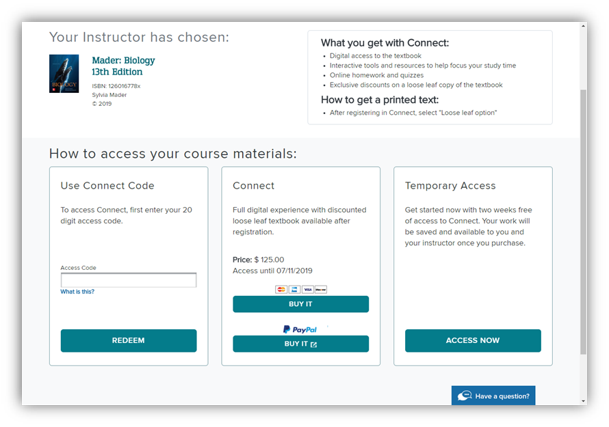 Your Instructor has chosen:
BIOLOGY
Mader: Biology
13th Edition
ISBN: 126016778x
Sylvia Mader
© 2019
What you get with Connect:
• Digital access to the textbook
• Interactive tools and resources to help focus your study time
• Online homework and quizzes
• Exclusive discounts on a loose leaf copy of the textbook
How to get a printed text:
• After registering in Connect, select "Loose leaf option"
How to access your course materials:
Use Connect Code
To access Connect, first enter your 20
digit access code.
Access Code
What is this?
REDEEM
Connect
Full digital experience with discounted
loose leaf textbook available after
registration.
Price: $ 125.00
Access until 07/11/2019
VISA
BUY IT
PayPal
BUY IT
Temporary Access
Get started now with two weeks free
of access to Connect. Your work will
be saved and available to you and
your instructor once you purchase.
ACCESS NOW
Have a question?